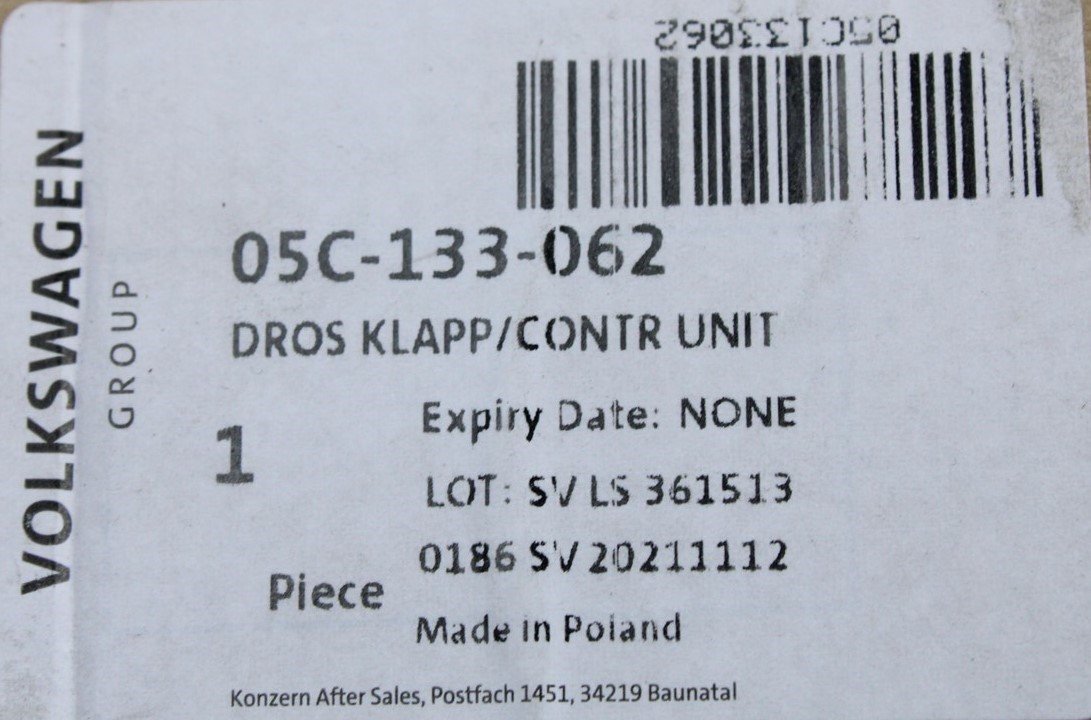 05C133062
VOLKSWAGEN
GROUP
05C-133-062
DROS KLAPP/CONTR UNIT
1
Piece
Expiry Date: NONE
LOT: SV LS 361513
0186 SV 20211112
Made in Poland
Konzern After Sales, Postfach 1451, 34219 Baunatal